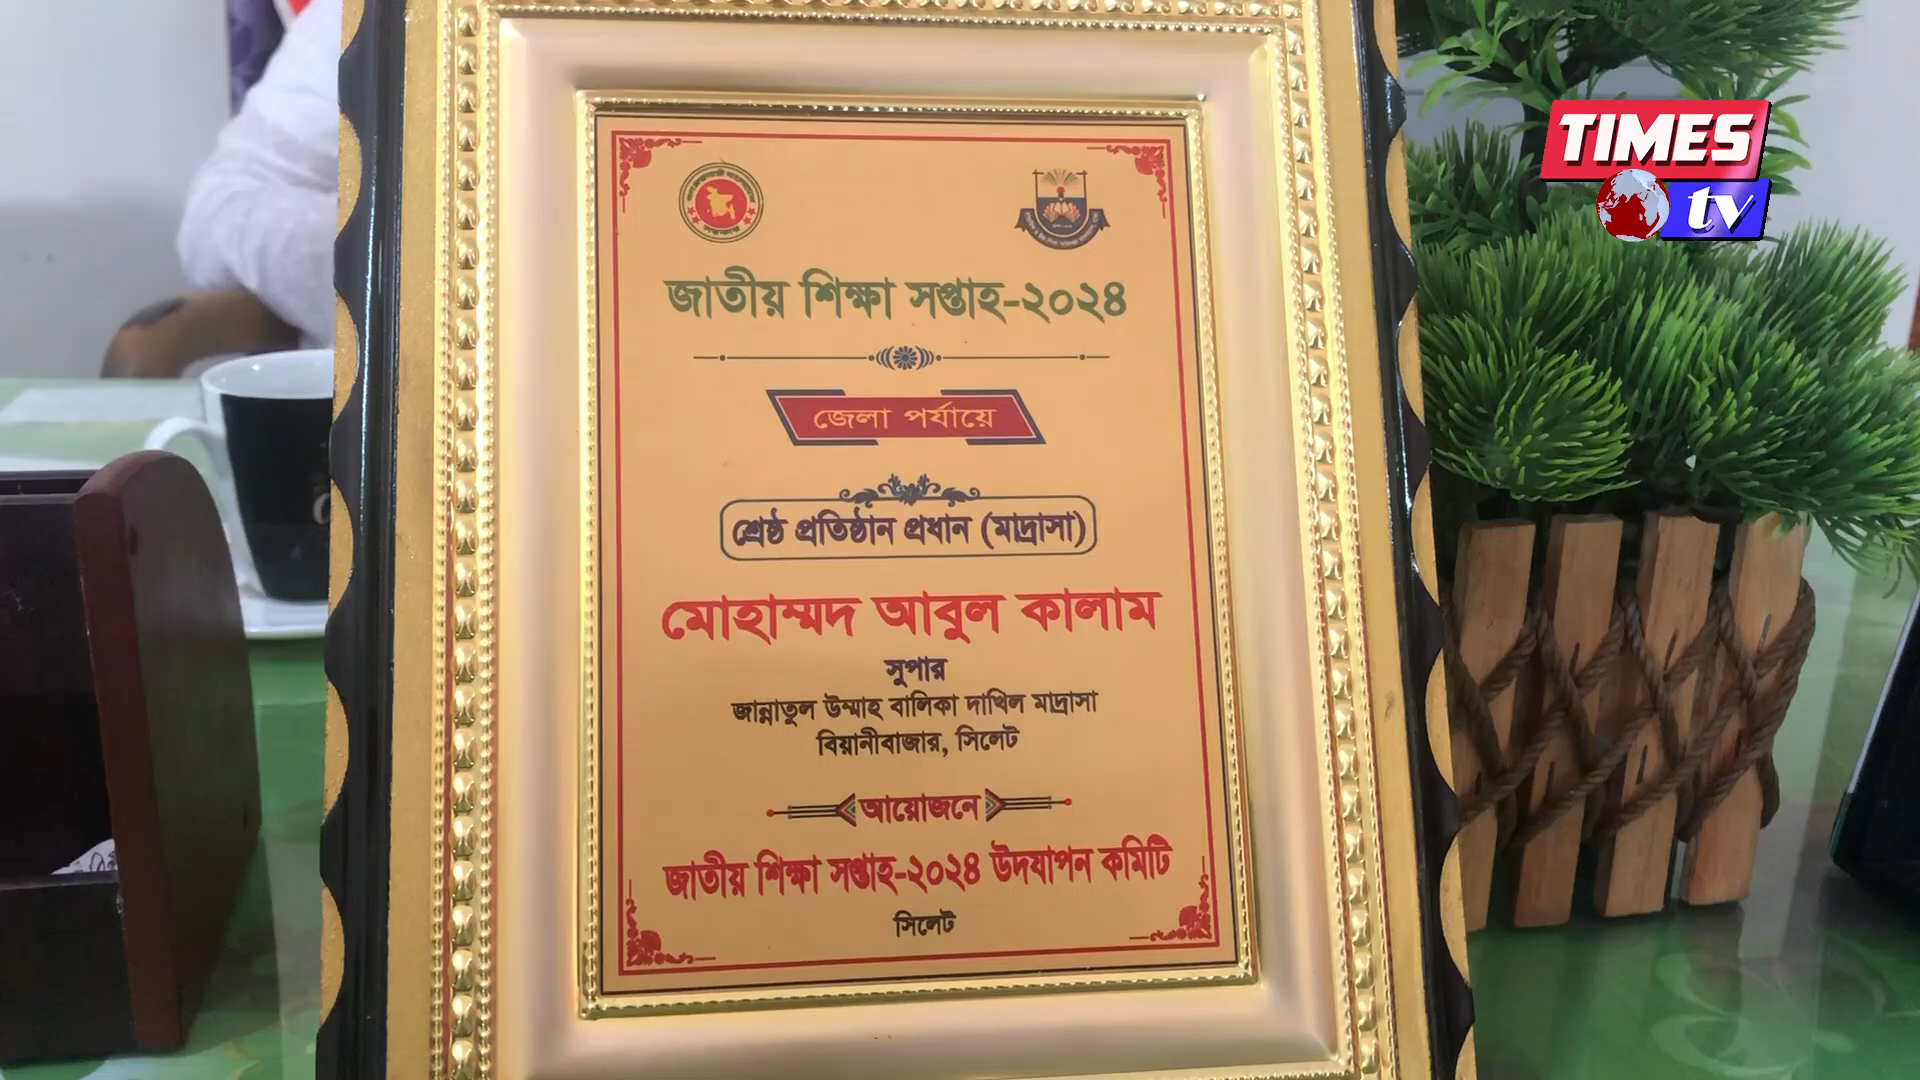 TIMES
tv
জাতীয় শিক্ষা সপ্তাহ-২০২৪
জেলা পর্যায়ে
শ্রেষ্ঠ প্রতিষ্ঠান প্রধান (মাদ্রাসা)
মোহাম্মদ আবুল কালাম
সুপার
জান্নাতুল উম্মাহ বালিকা দাখিল মাদ্রাসা
বিয়ানীবাজার, সিলেট
আয়োজনে
জাতীয় শিক্ষা সপ্তাহ-২০২৪ উদযাপন কমিটি
সিলেট